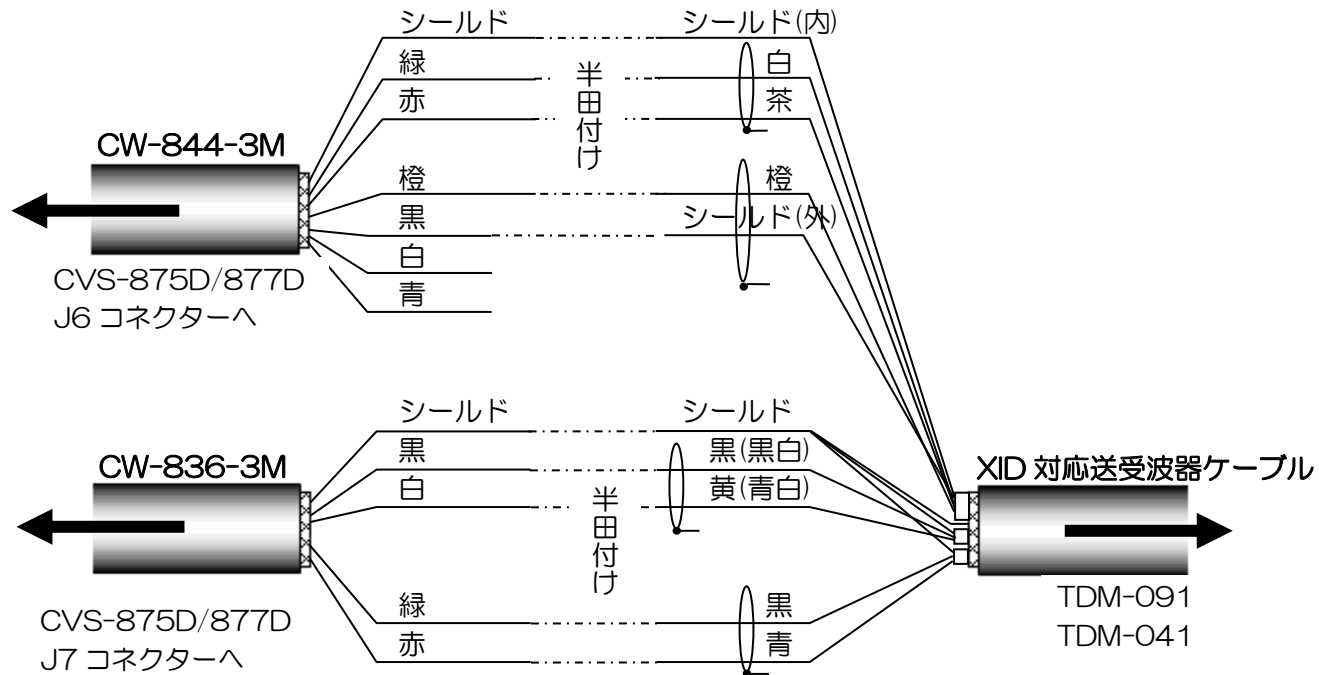 シールド
シールド(内)
緑
白
赤
茶
半田付け
CW-844-3M
橙
橙
黒
シールド(外)
白
青
CVS-875D/877D
J6 コネクターへ
シールド
シールド
黒
黒(黒白)
白
黄(青白)
半田付け
CW-836-3M
XID 対応送受波器ケーブル
緑
黒
赤
青
CVS-875D/877D
J7 コネクターへ
TDM-091
TDM-041